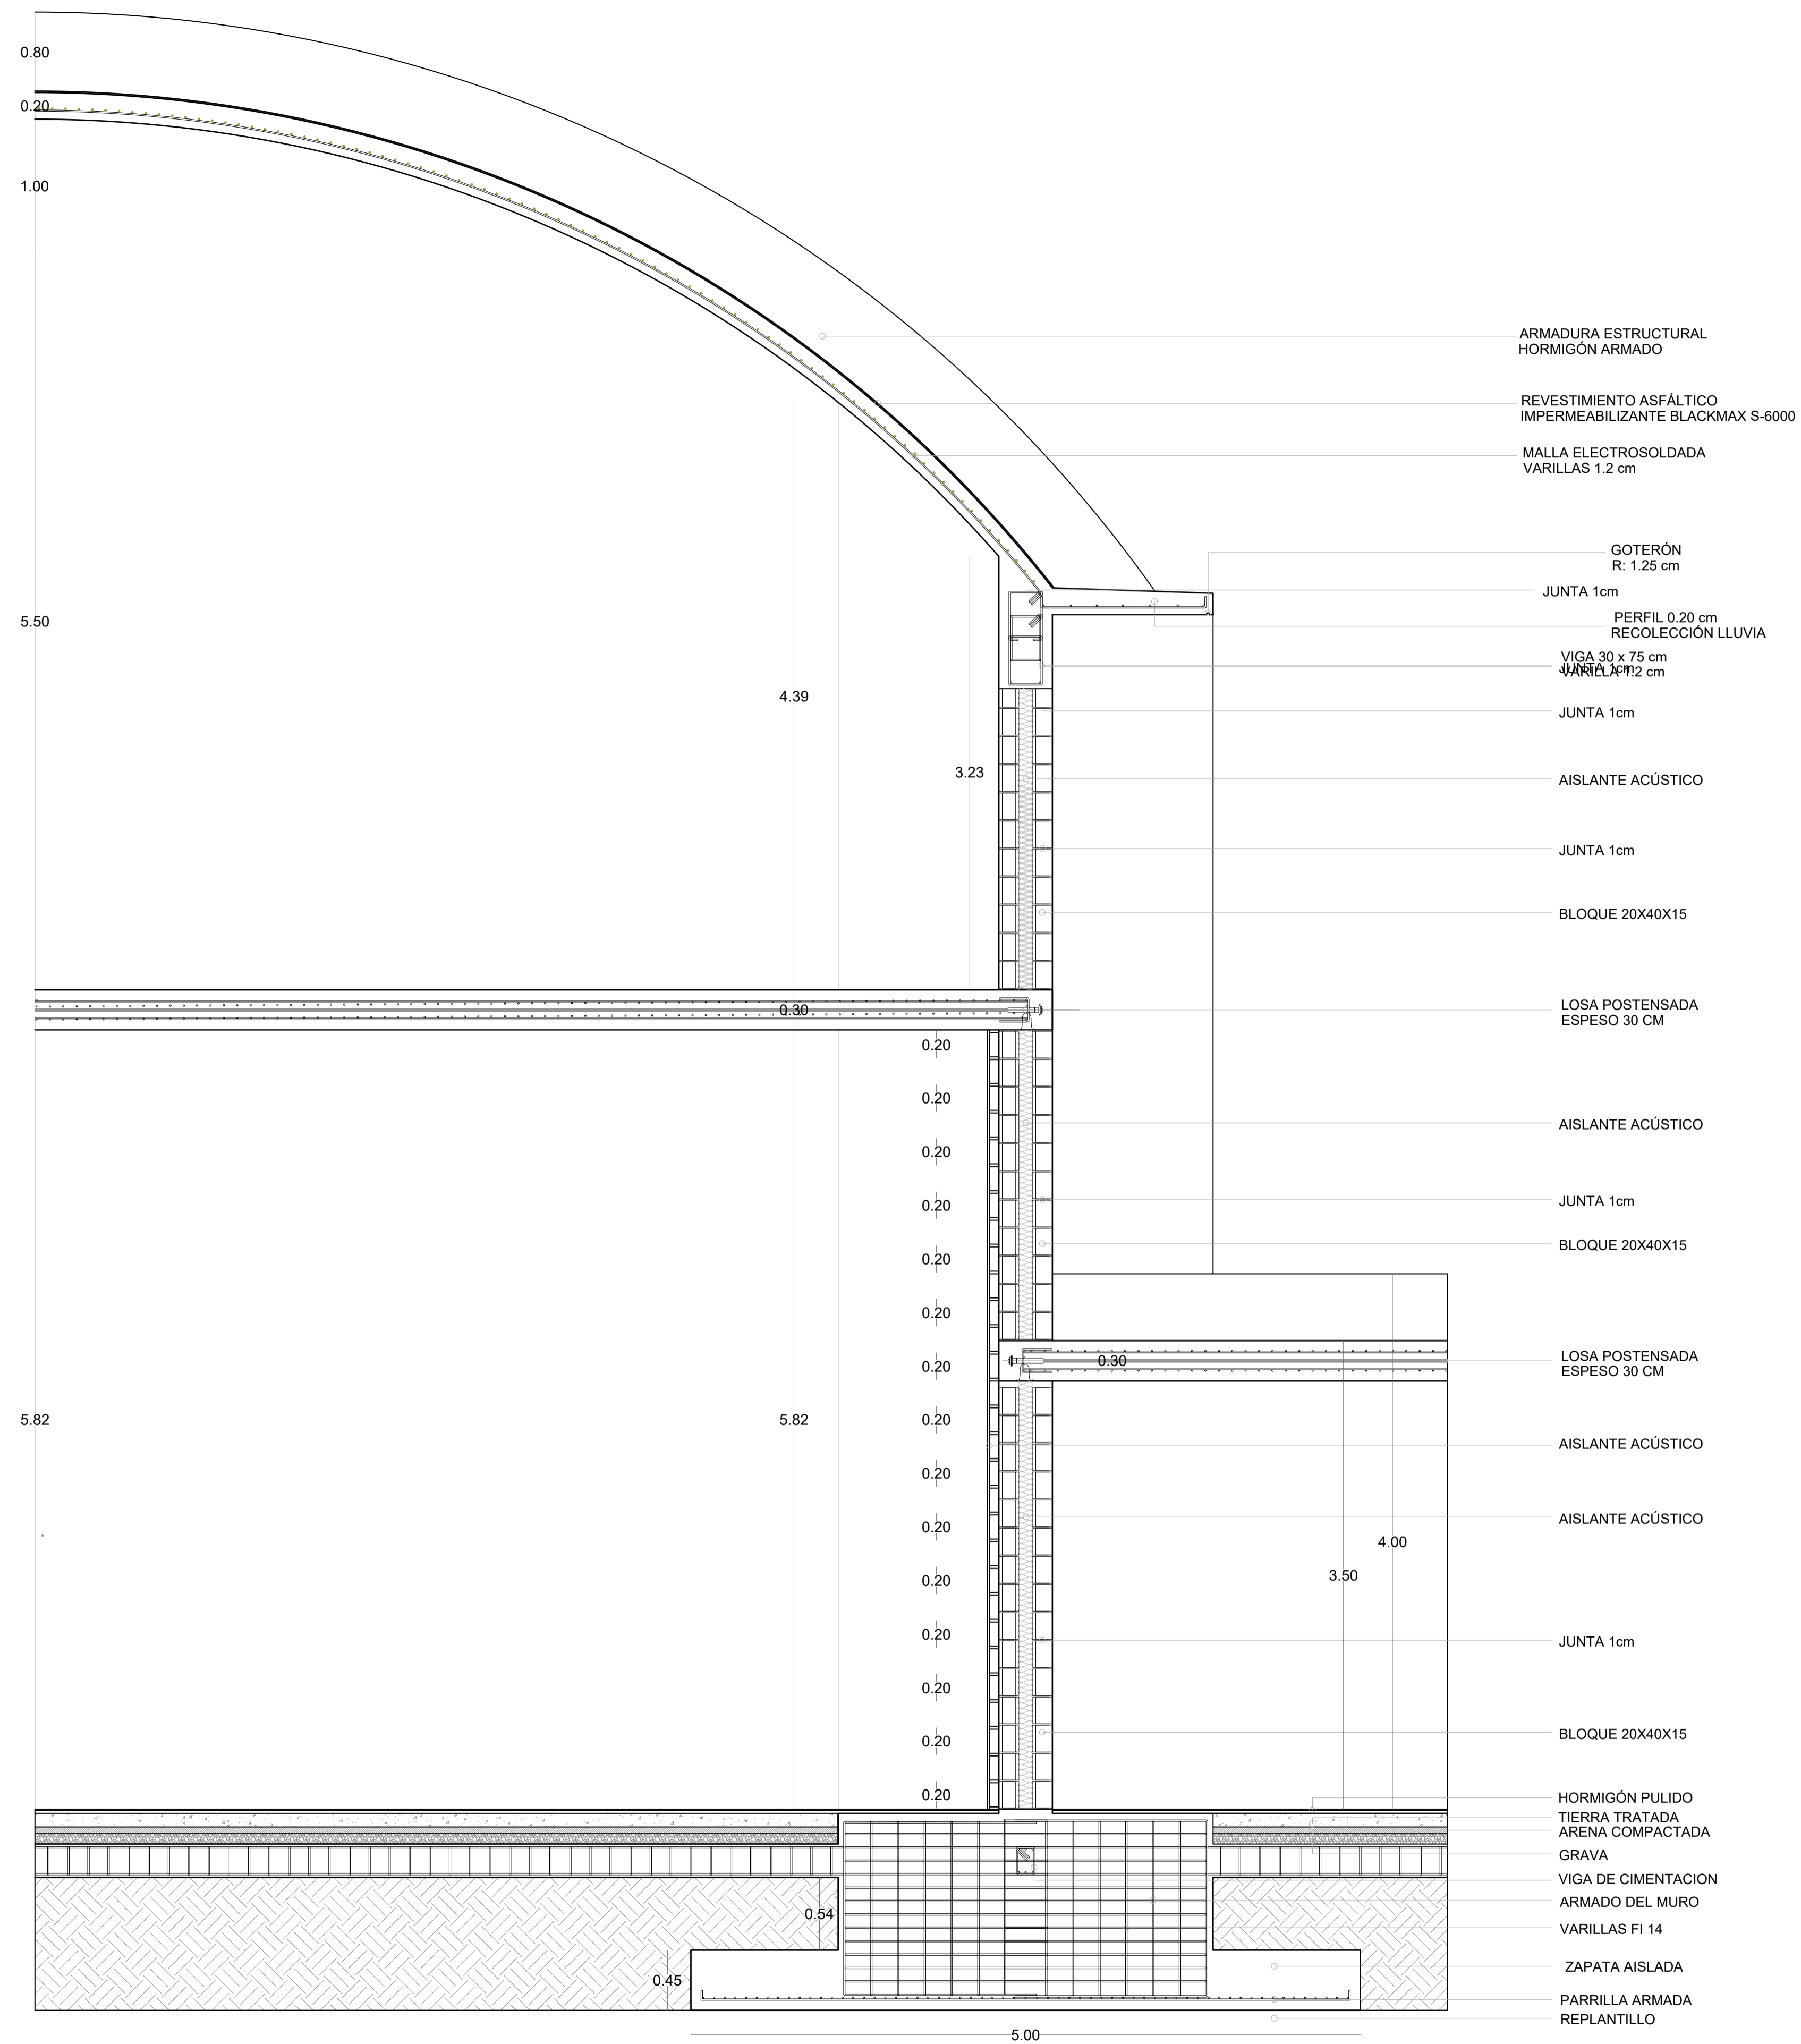 0.80
0.20
1.00
ARMADURA ESTRUCTURAL
HORMIGÓN ARMADO
REVESTIMIENTO ASFÁLTICO
IMPERMEABILIZANTE BLACKMAX S-6000
MALLA ELECTROSOLDADA
VARILLAS 1.2 cm
GOTERÓN
R: 1.25 cm
JUNTA 1cm
PERFIL 0.20 cm
RECOLECCIÓN LLUVIA
5.50
VIGA 30 x 75 cm
JUNTA 1cm
VARILLA 1.2 cm
4.39
JUNTA 1cm
3.23
AISLANTE ACÚSTICO
JUNTA 1cm
BLOQUE 20X40X15
0.30
LOSA POSTENSADA
ESPESO 30 CM
0.20
0.20
AISLANTE ACÚSTICO
0.20
0.20
JUNTA 1cm
0.20
BLOQUE 20X40X15
0.20
0.20
0.30
LOSA POSTENSADA
ESPESO 30 CM
5.82
5.82
0.20
AISLANTE ACÚSTICO
0.20
0.20
AISLANTE ACÚSTICO
4.00
3.50
0.20
0.20
JUNTA 1cm
0.20
0.20
BLOQUE 20X40X15
0.20
HORMIGÓN PULIDO
TIERRA TRATADA
ARENA COMPACTADA
GRAVA
VIGA DE CIMENTACION
ARMADO DEL MURO
0.54
VARILLAS FI 14
ZAPATA AISLADA
0.45
PARRILLA ARMADA
REPLANTILLO
5.00